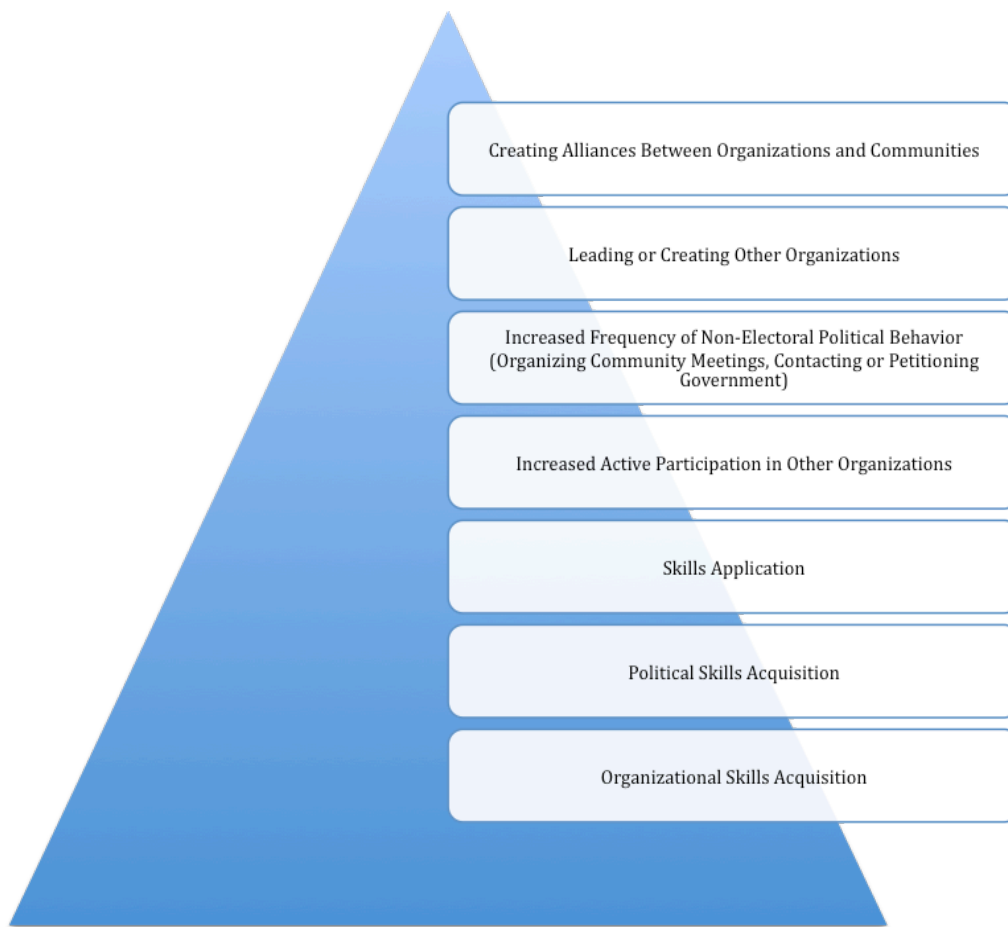 Creating Alliances Between Organizations and Communities
Leading or Creating Other Organizations
Increased Frequency of Non-Electoral Political Behavior
(Organizing Community Meetings, Contacting or Petitioning
Government)
Increased Active Participation in Other Organizations
Skills Application
Political Skills Acquisition
Organizational Skills Acquisition